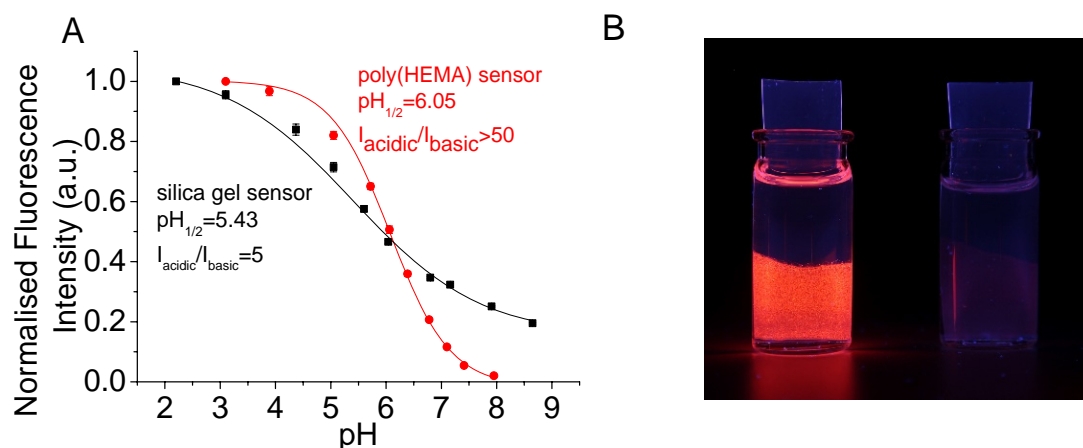 A
B
Normalised Fluorescence
Intensity (a.u.)
1.0
0.8
0.6
0.4
0.2
0.0
poly(HEMA) sensor
pH1/2=6.05
Iacidic/Ibasic>50
silica gel sensor
pH1/2=5.43
Iacidic/Ibasic=5
2 3 4 5 6 7 8 9
pH